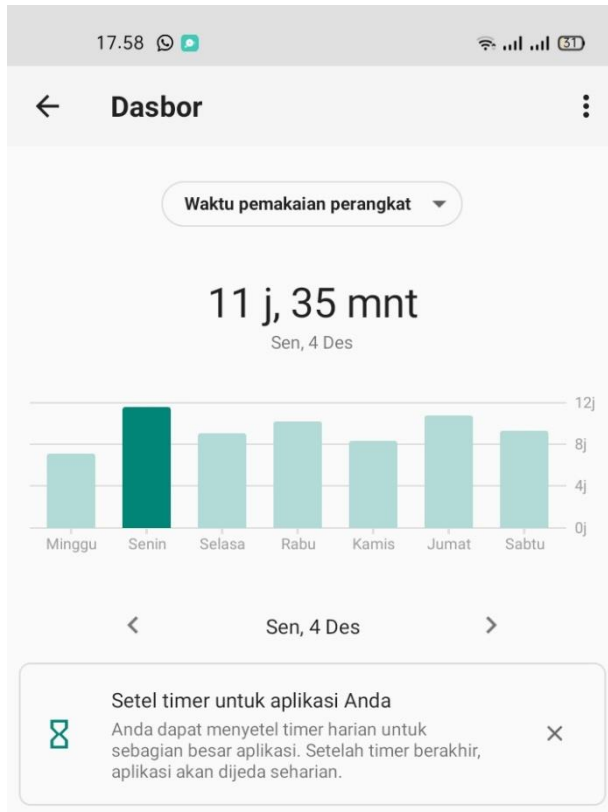 17.58 31
Dasbor
Waktu pemakaian perangkat
11 j, 35 mnt
Sen, 4 Des
12j
8j
4j
0j
Minggu Senin Selasa Rabu Kamis Jumat Sabtu
Sen, 4 Des
Setel timer untuk aplikasi Anda
Anda dapat menyetel timer harian untuk
sebagian besar aplikasi. Setelah timer berakhir,
aplikasi akan dijeda seharian.